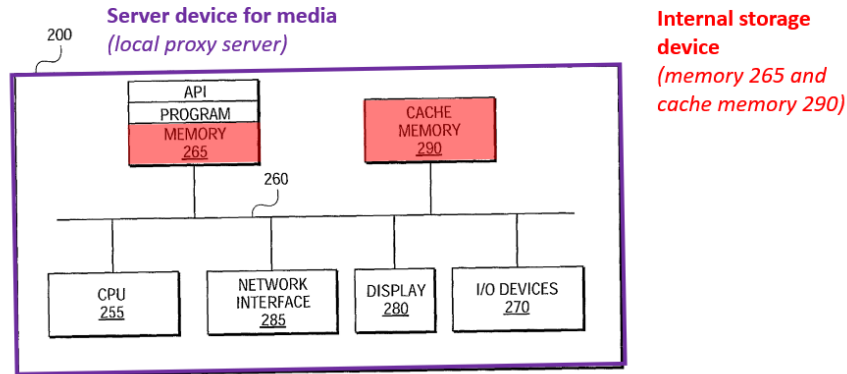 Server device for media
(local proxy server)
Internal storage
device
(memory 265 and
cache memory 290)
200
API
PROGRAM
MEMORY
265
CACHE
MEMORY
290
260
CPU
255
NETWORK
INTERFACE
285
DISPLAY
280
I/O DEVICES
270